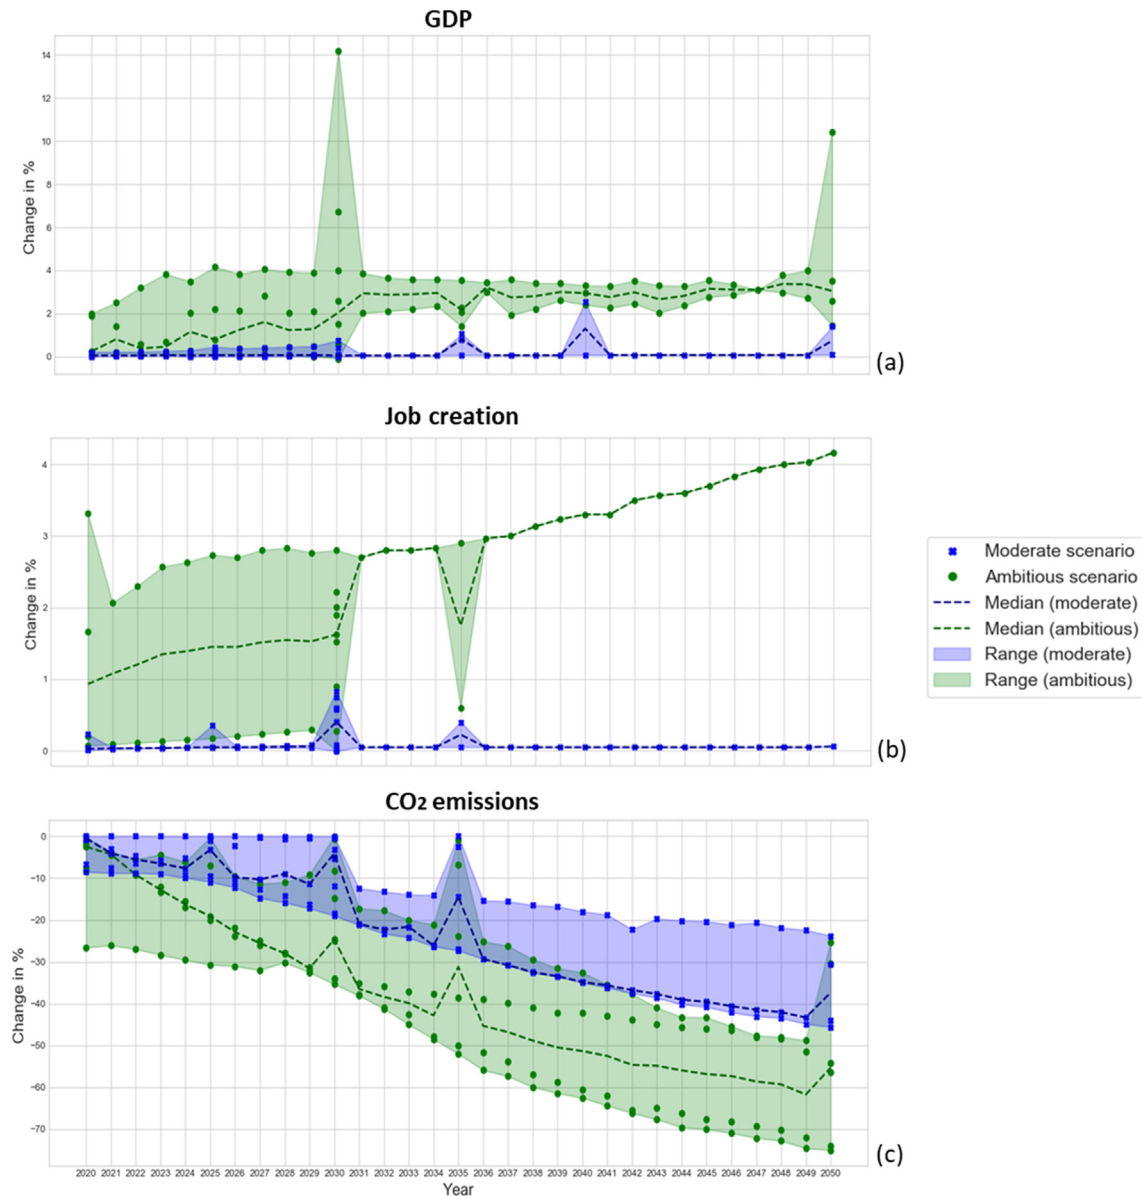 GDP
14
12
10
8
6
4
2
0
Change in %
(a)
Job creation
4
3
2
1
0
Change in %
(b)
Moderate scenario
Ambitious scenario
Median (moderate)
Median (ambitious)
Range (moderate)
Range (ambitious)
CO₂ emissions
0
−10
−20
−30
−40
−50
−60
−70
Change in %
(c)
2020 2021 2022 2023 2024 2025 2026 2027 2028 2029 2030 2031 2032 2033 2034 2035 2036 2037 2038 2039 2040 2041 2042 2043 2044 2045 2046 2047 2048 2049 2050
Year